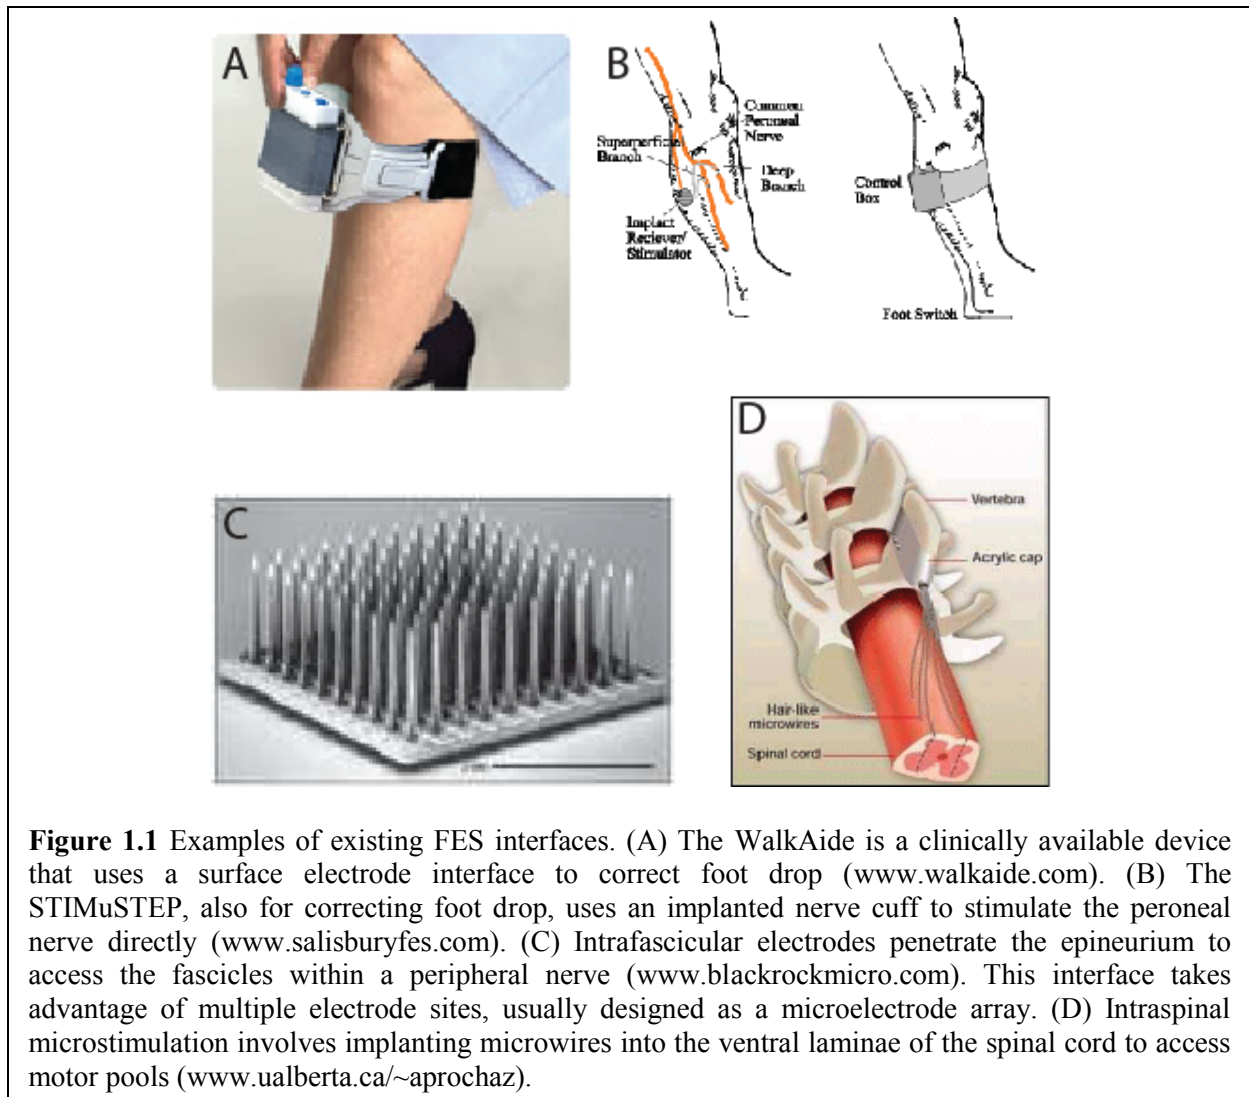 A
B
Common
Peroneal
Nerve
Superperficial
Branch
Deep
Branch
Implact
Reciever/
Stimulator
Control
Box
Foot Switch
C
D
Vertebra
Acrylic cap
Hair-like
microwires
Spinal cord
Figure 1.1 Examples of existing FES interfaces. (A) The WalkAide is a clinically available device
that uses a surface electrode interface to correct foot drop (www.walkaide.com). (B) The
STIMuSTEP, also for correcting foot drop, uses an implanted nerve cuff to stimulate the peroneal
nerve directly (www.salisburyfes.com). (C) Intrafascicular electrodes penetrate the epineurium to
access the fascicles within a peripheral nerve (www.blackrockmicro.com). This interface takes
advantage of multiple electrode sites, usually designed as a microelectrode array. (D) Intraspinal
microstimulation involves implanting microwires into the ventral laminae of the spinal cord to access
motor pools (www.ualberta.ca/~aprochaz).